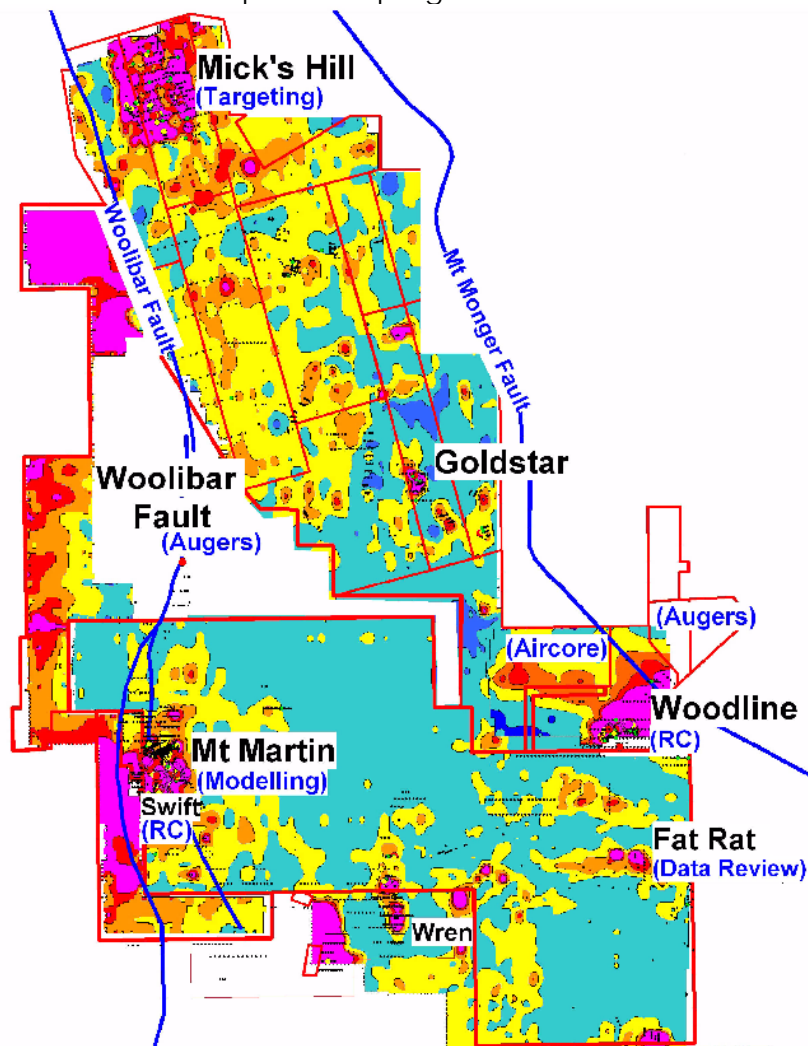 Mick's Hill
(Targeting)
Woolibar Fault
Mt Monger Fault
Woolibar
Fault
(Augers)
Goldstar
(Augers)
(Aircore)
Woodline
(RC)
Mt Martin
(Modelling)
Swift
(RC)
Fat Rat
(Data Review)
Wren